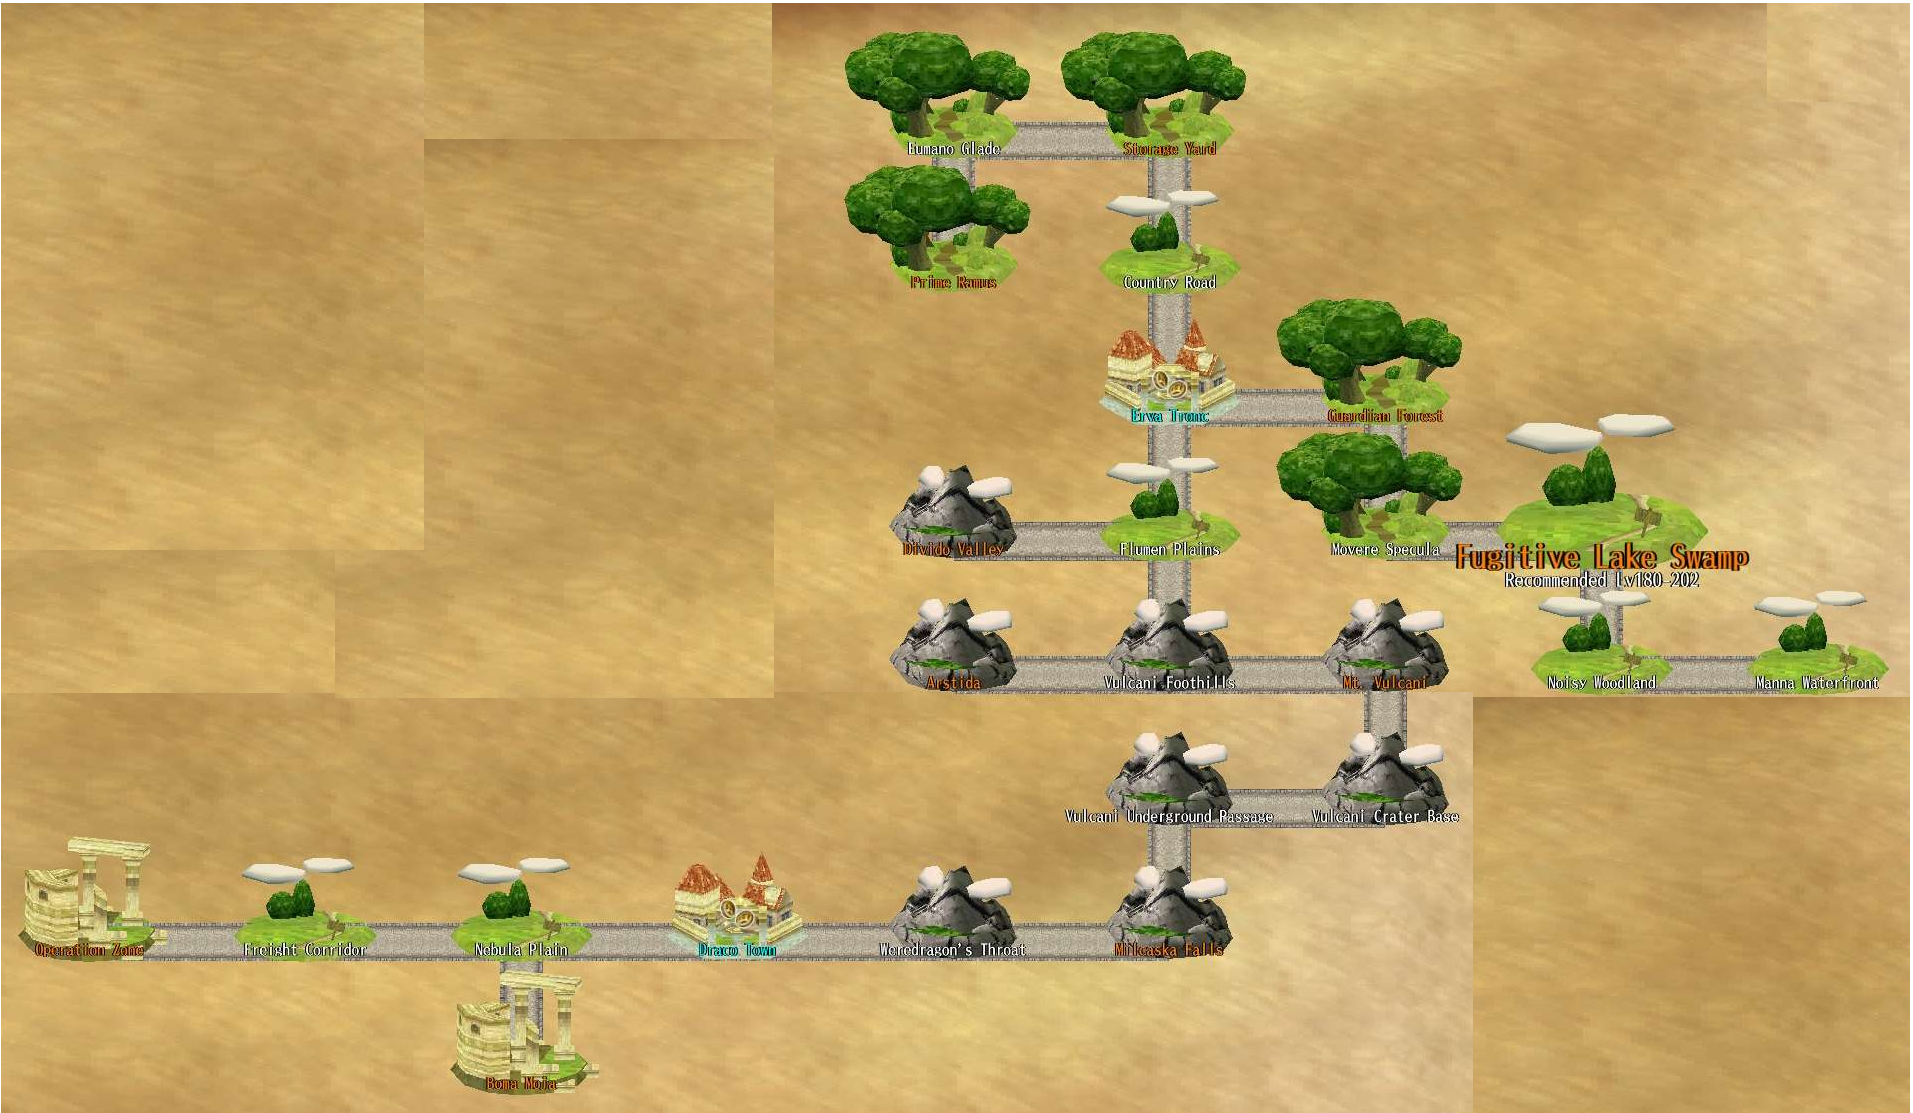 Eumano Glade
Storage Yard
Prime Ramus
Country Road
Erva Tronc
Guardian Forest
Divido Valley
Flumen Plains
Movere Specula
Fugitive Lake Swamp
Recommended Lv180-202
Arstida
Vulcani Foothills
Mt. Vulcani
Noisy Woodland
Manna Waterfront
Vulcani Underground Passage
Vulcani Crater Base
Operation Zone
Freight Corridor
Nebula Plain
Draco Town
Weredragon's Throat
Milcaska Falls
Boma Moja